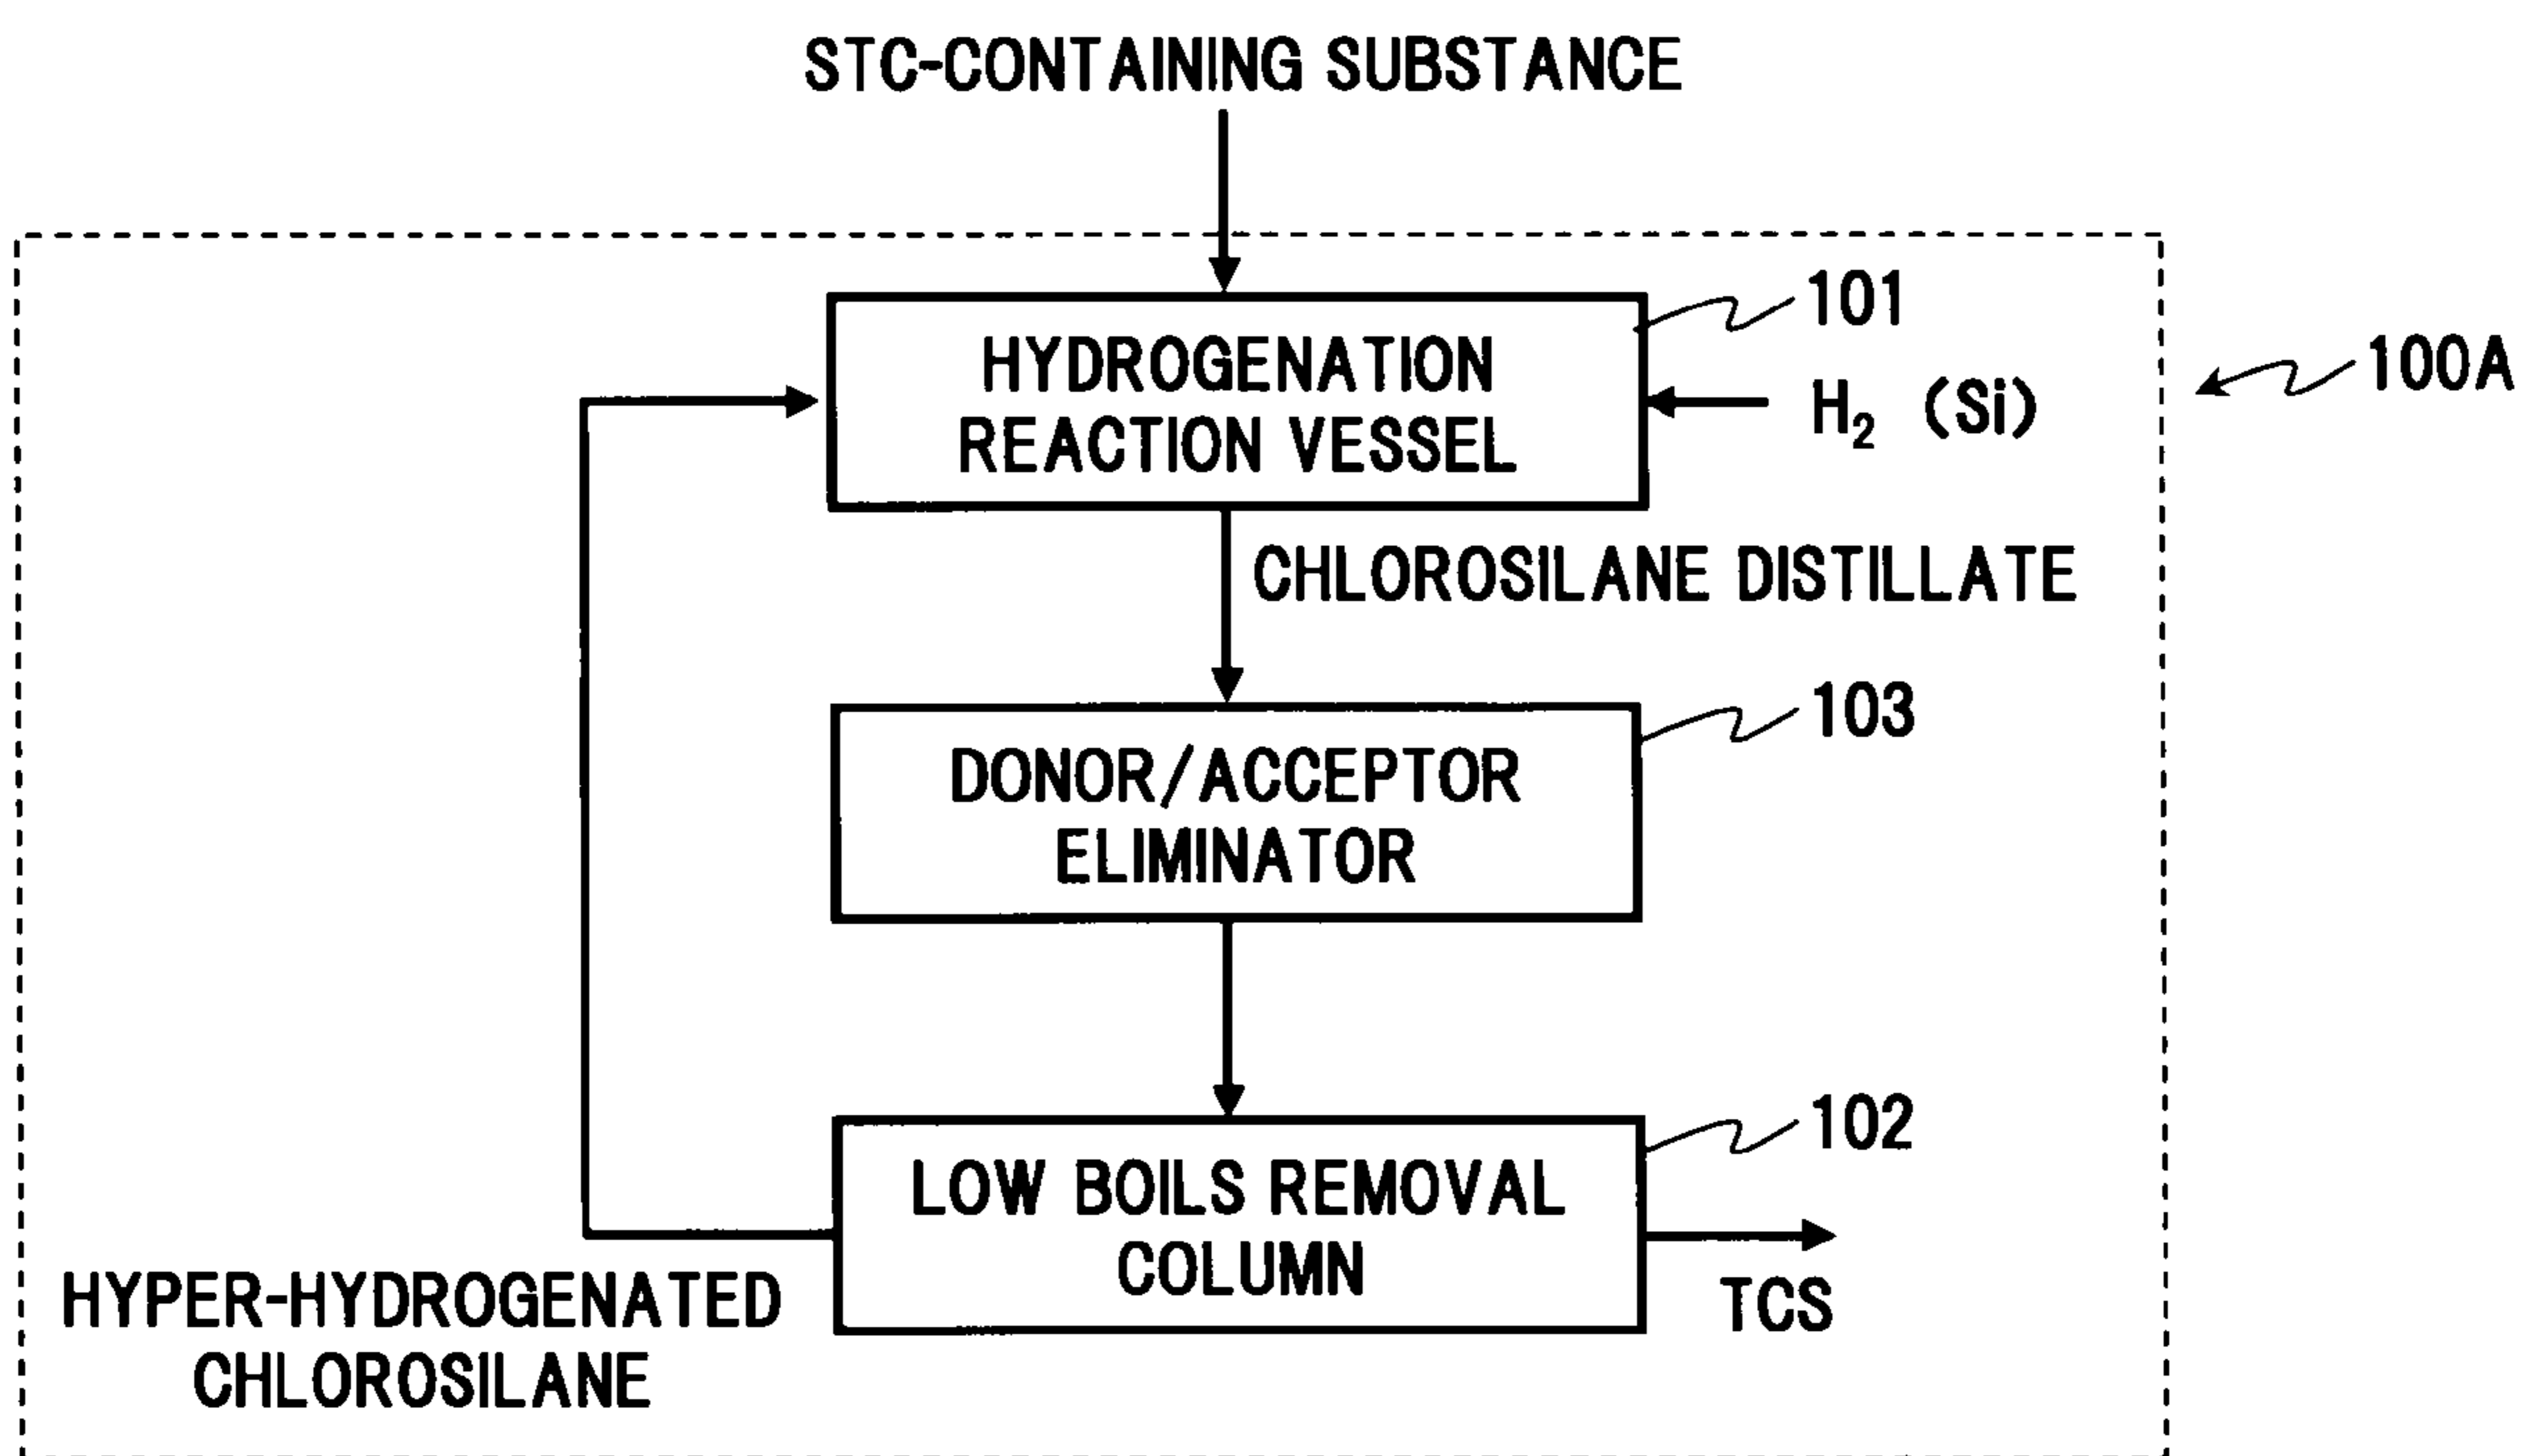 STC-CONTAINING SUBSTANCE
101
HYDROGENATION
REACTION VESSEL
H₂ (Si)
100A
CHLOROSILANE DISTILLATE
103
DONOR/ACCEPTOR
ELIMINATOR
102
LOW BOILS REMOVAL
COLUMN
TCS
HYPER-HYDROGENATED
CHLOROSILANE